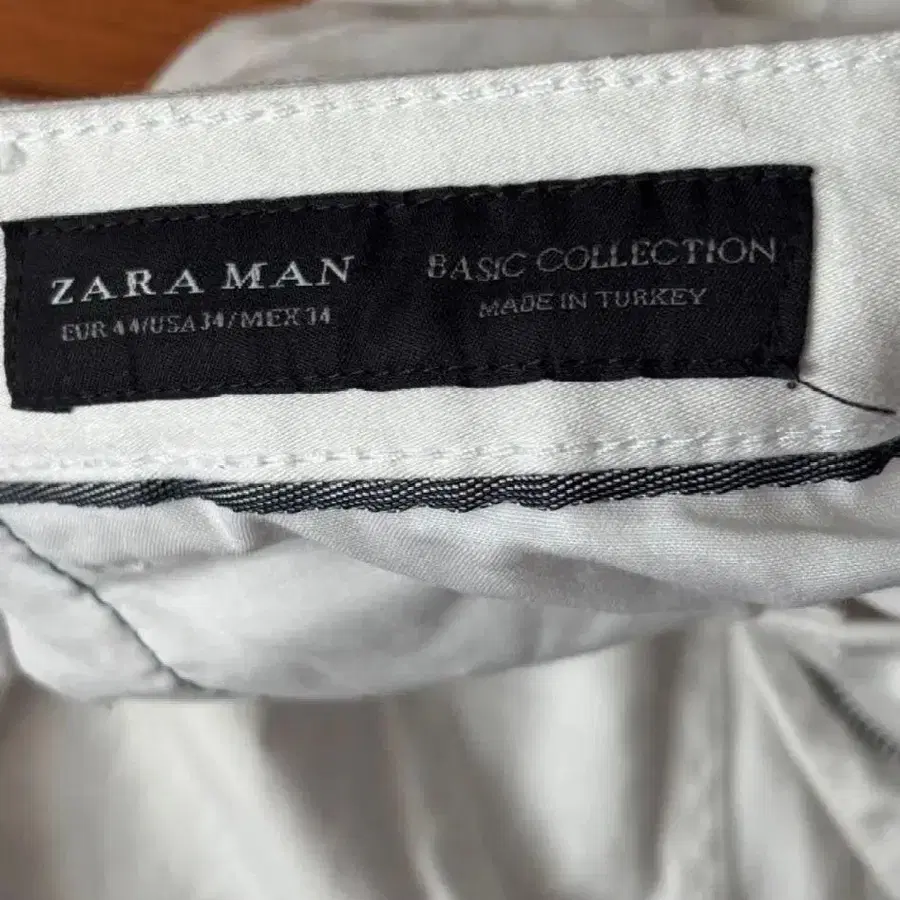 ZARA MAN
EUR 44/USA 34/MEX 34
BASIC COLLECTION
MADE IN TURKEY